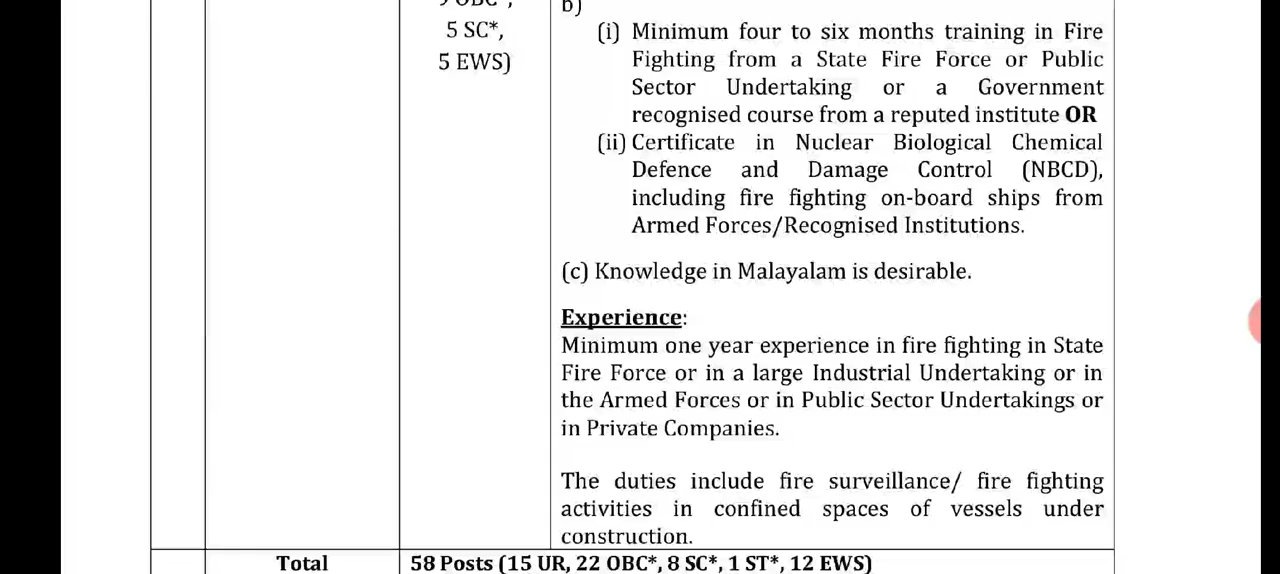 9 OBC*,
5 SC*,
5 EWS)
b)
(i) Minimum four to six months training in Fire
Fighting from a State Fire Force or Public
Sector Undertaking or a Government
recognised course from a reputed institute OR
(ii) Certificate in Nuclear Biological Chemical
Defence and Damage Control (NBCD),
including fire fighting on-board ships from
Armed Forces/Recognised Institutions.
(c) Knowledge in Malayalam is desirable.
Experience:
Minimum one year experience in fire fighting in State
Fire Force or in a large Industrial Undertaking or in
the Armed Forces or in Public Sector Undertakings or
in Private Companies.
The duties include fire surveillance/ fire fighting
activities in confined spaces of vessels under
construction.
Total 58 Posts (15 UR, 22 OBC*, 8 SC*, 1 ST*, 12 EWS)